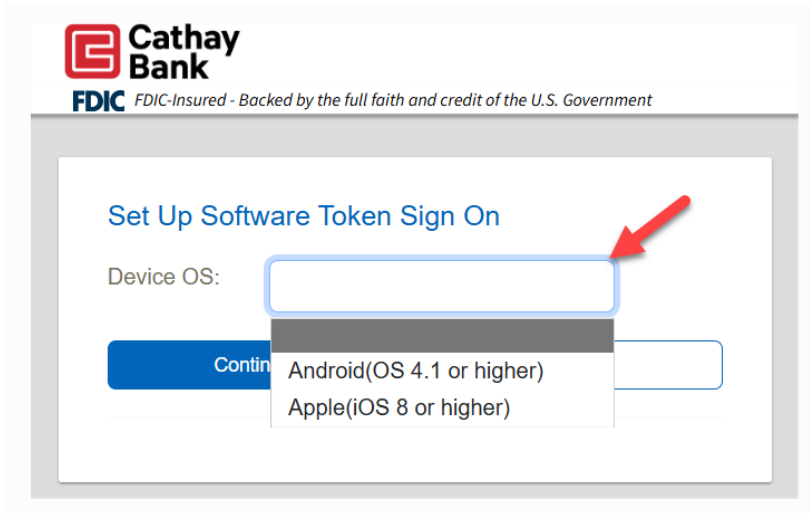 Cathay
Bank
FDIC FDIC-Insured - Backed by the full faith and credit of the U.S. Government
Set Up Software Token Sign On
Device OS:
Contin
Android(OS 4.1 or higher)
Apple(iOS 8 or higher)